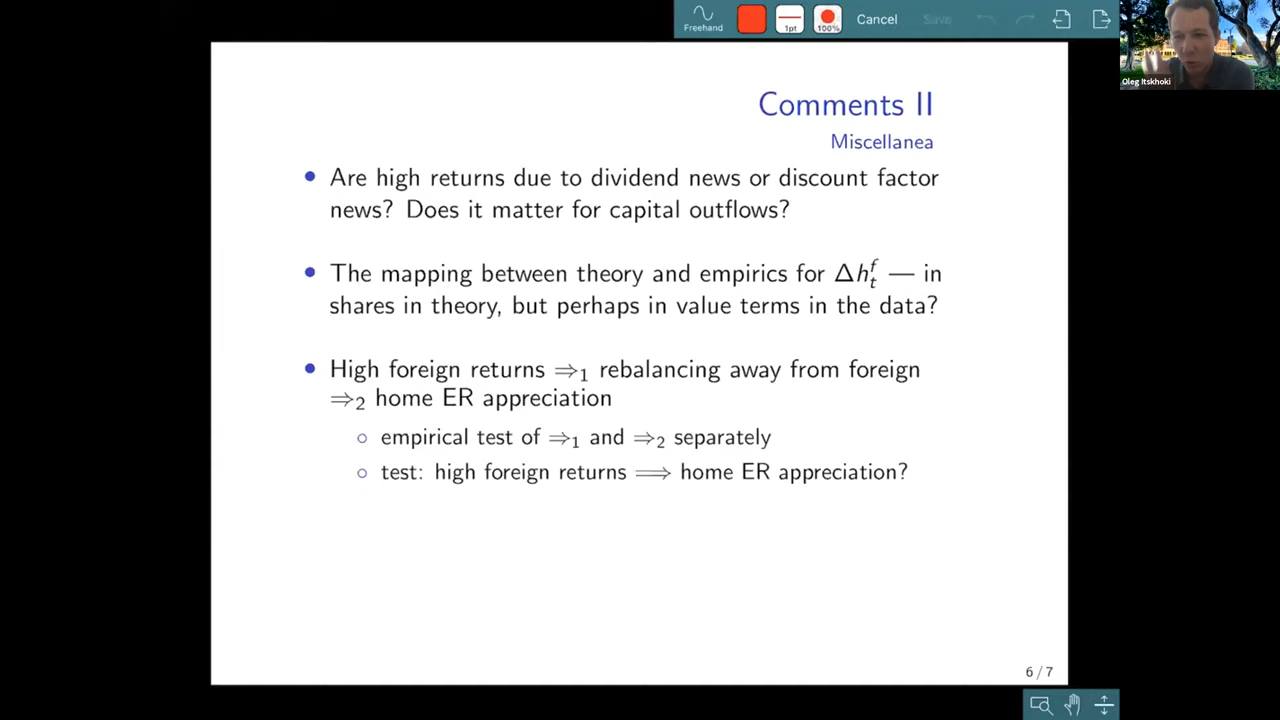 Freehand
1pt
100%
Cancel
Save
Oleg Itskhoki
Comments II
Miscellanea
• Are high returns due to dividend news or discount factor
news? Does it matter for capital outflows?
• The mapping between theory and empirics for Δh_t^f — in
shares in theory, but perhaps in value terms in the data?
• High foreign returns ⇒₁ rebalancing away from foreign
⇒₂ home ER appreciation
○ empirical test of ⇒₁ and ⇒₂ separately
○ test: high foreign returns ⟹ home ER appreciation?
6 / 7